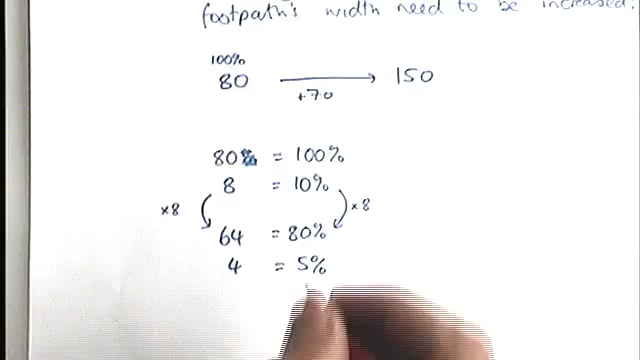 footpath's width need to be increased?
100%
80 → 150
+70
80 = 100%
8 = 10%
×8 ×8
64 = 80%
4 = 5%